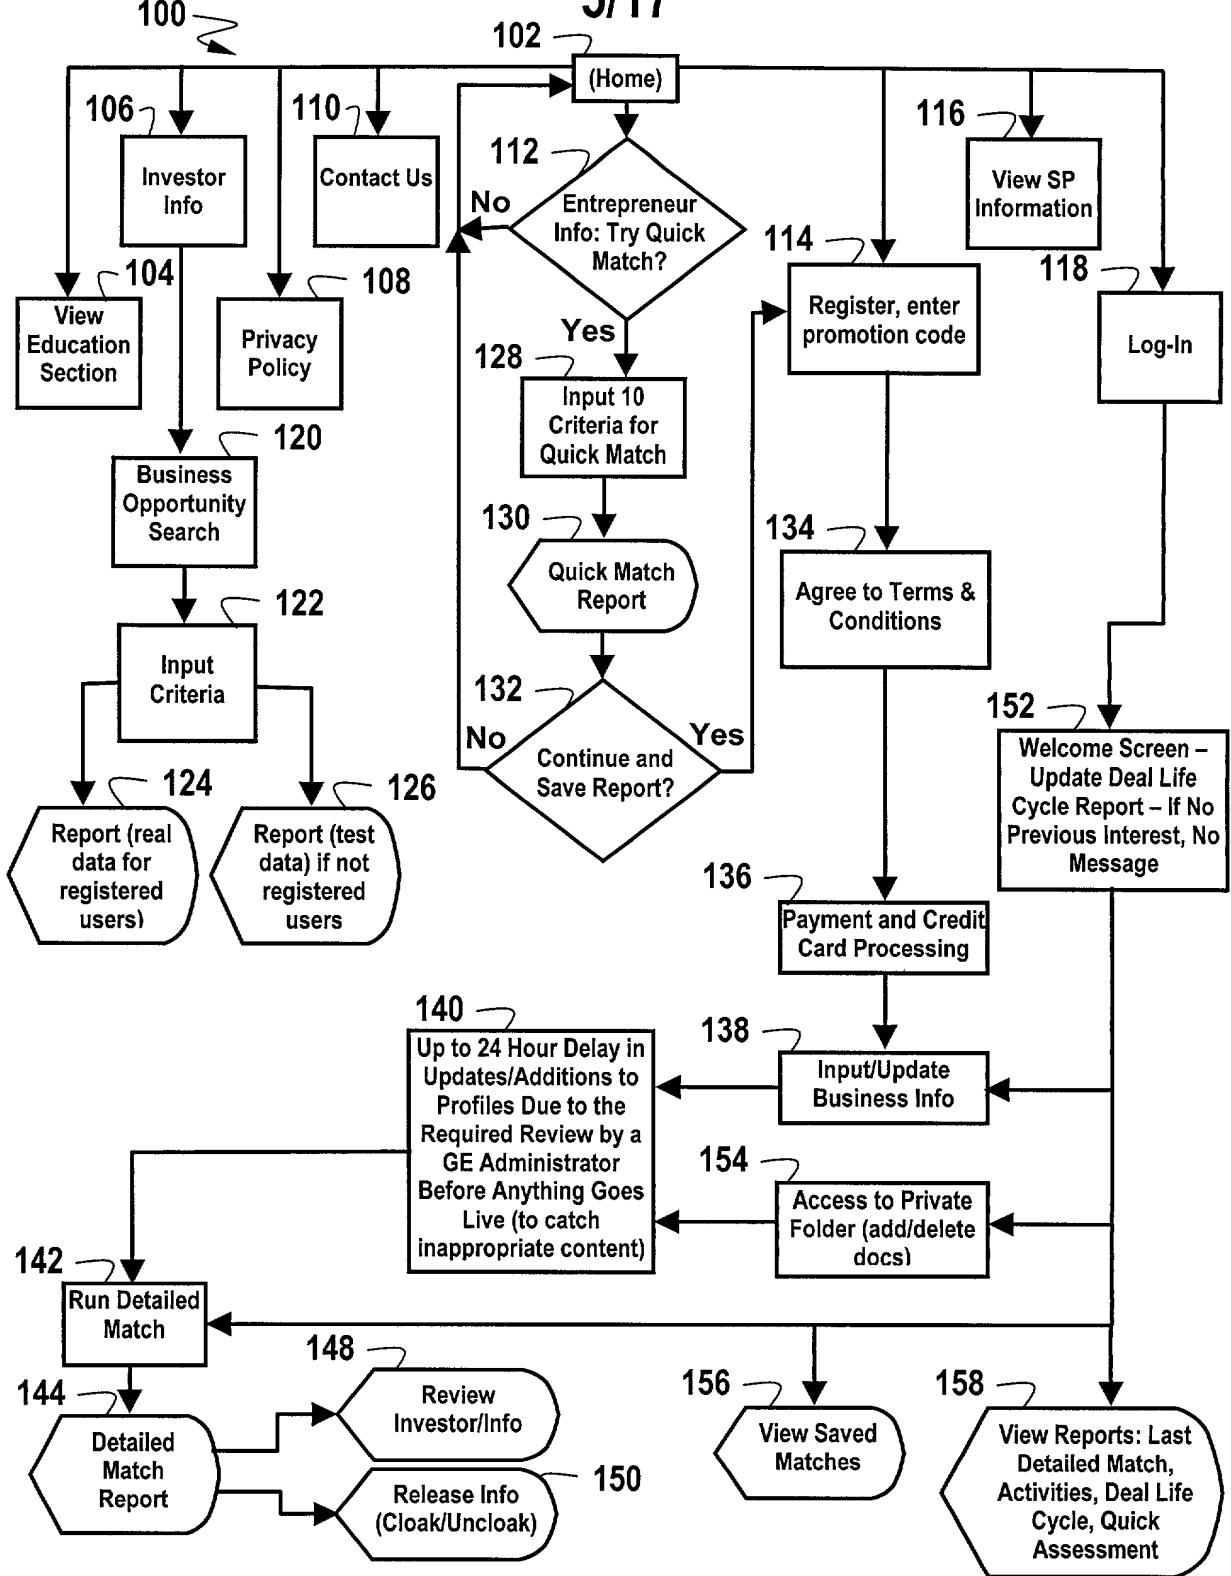 5/17
100
102
(Home)
106
110
112
116
Investor
Info
Contact Us
No
Entrepreneur
Info: Try Quick
Match?
View SP
Information
104
108
114
118
View
Education
Section
Privacy
Policy
Yes
Register, enter
promotion code
Log-In
128
Input 10
Criteria for
Quick Match
120
Business
Opportunity
Search
130
Quick Match
Report
134
Agree to Terms &
Conditions
122
Input
Criteria
132
No
Yes
Continue and
Save Report?
152
Welcome Screen –
Update Deal Life
Cycle Report – If No
Previous Interest, No
Message
124
126
Report (real
data for
registered
users)
Report (test
data) if not
registered
users
136
Payment and Credit
Card Processing
140
Up to 24 Hour Delay in
Updates/Additions to
Profiles Due to the
Required Review by a
GE Administrator
Before Anything Goes
Live (to catch
inappropriate content)
138
Input/Update
Business Info
154
Access to Private
Folder (add/delete
docs)
142
Run Detailed
Match
144
Detailed
Match
Report
148
Review
Investor/Info
150
Release Info
(Cloak/Uncloak)
156
View Saved
Matches
158
View Reports: Last
Detailed Match,
Activities, Deal Life
Cycle, Quick
Assessment